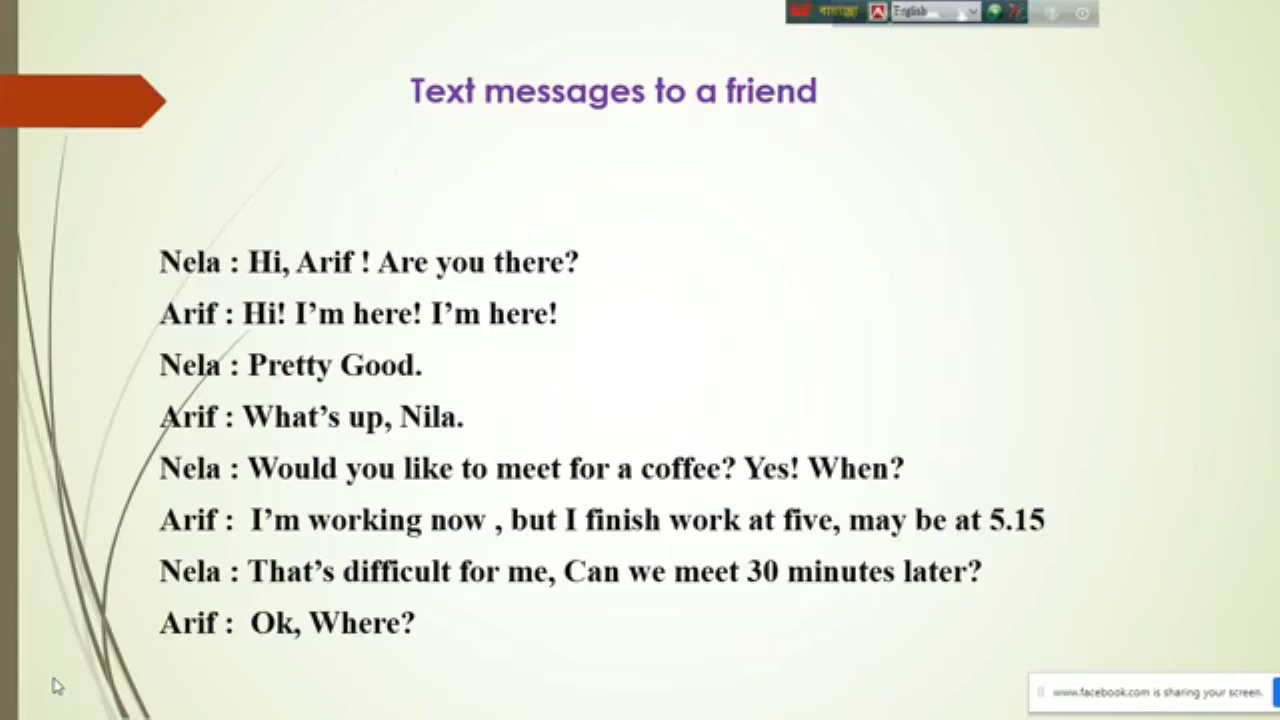 English
Text messages to a friend
Nela : Hi, Arif ! Are you there?
Arif : Hi! I’m here! I’m here!
Nela : Pretty Good.
Arif : What’s up, Nila.
Nela : Would you like to meet for a coffee? Yes! When?
Arif :  I’m working now , but I finish work at five, may be at 5.15
Nela : That’s difficult for me, Can we meet 30 minutes later?
Arif :  Ok, Where?
www.facebook.com is sharing your screen.